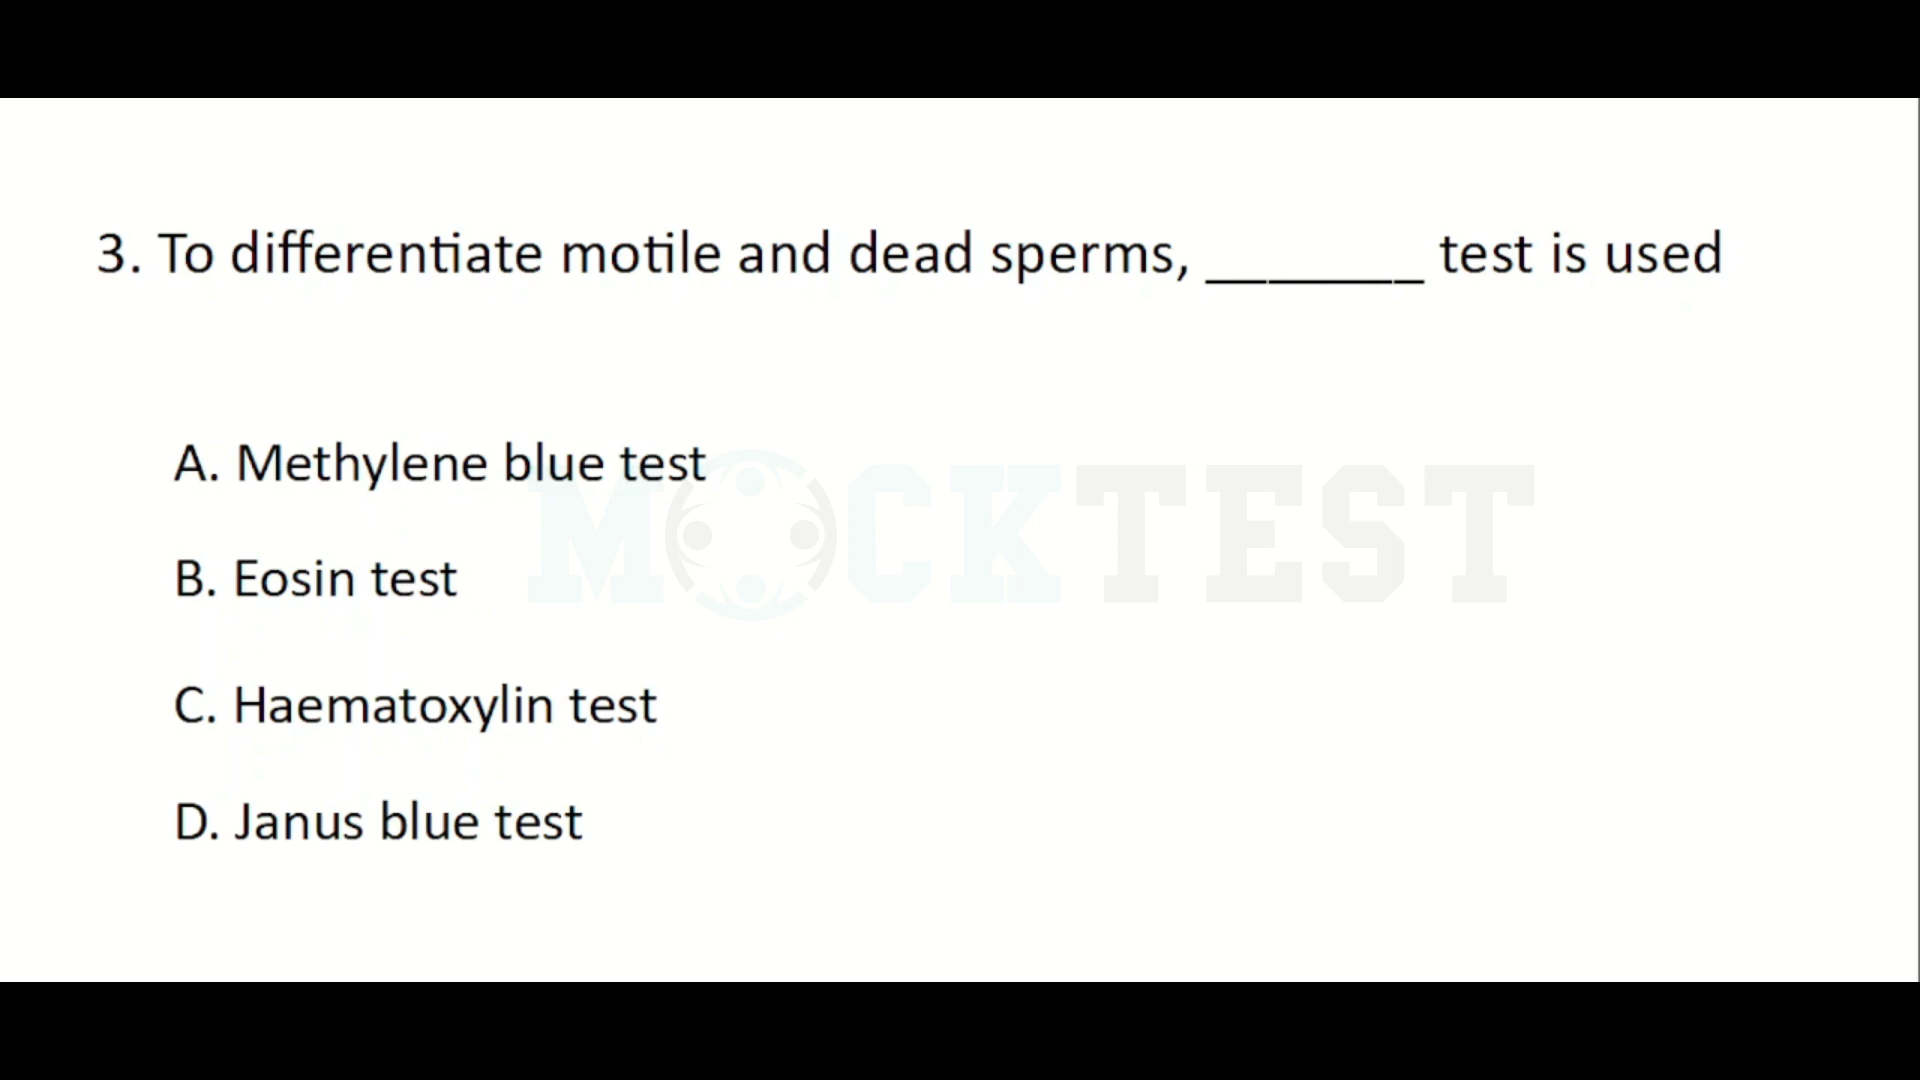 3. To differentiate motile and dead sperms, _______ test is used
A. Methylene blue test
B. Eosin test
C. Haematoxylin test
D. Janus blue test
MOCKTEST